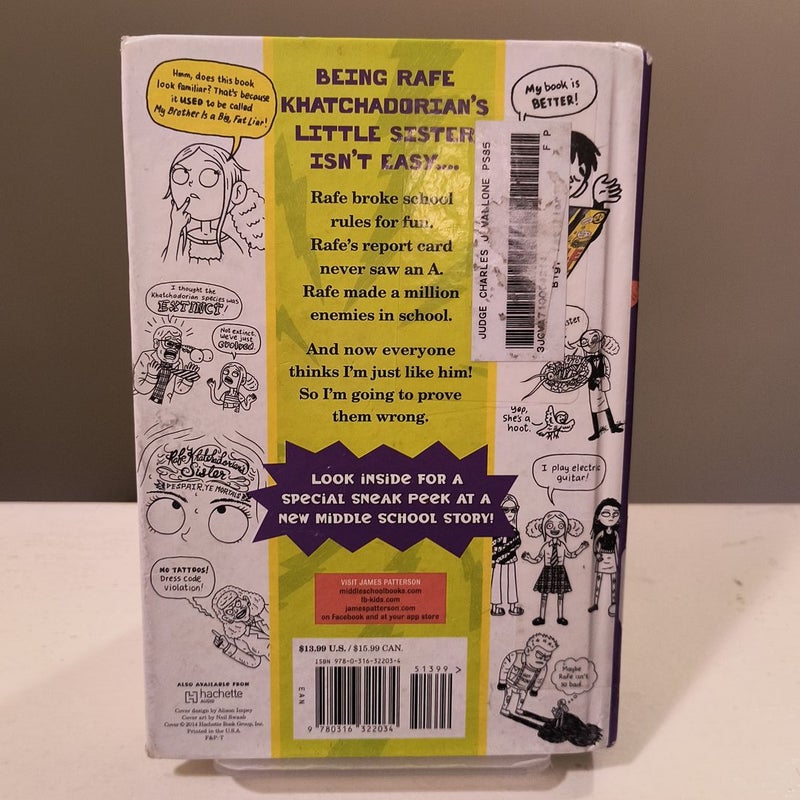 Hmm, does this book
look familiar? That's because
it USED to be called
My Brother Is a Big, Fat Liar!
BEING RAFE
KHATCHADORIAN'S
LITTLE SISTER
ISN'T EASY...
My book is
BETTER!
Rafe broke school
rules for fun.
Rafe's report card
never saw an A.
Rafe made a million
enemies in school.
And now everyone
thinks I'm just like him!
So I'm going to prove
them wrong.
JUDGE CHARLES J VALLONE PS85
F P
I thought the
Khatchadorian species was
EXTINCT!
Not extinct.
We've just
evolved
Yep,
She's a
hoot.
Rafe Khatchadorian's
Sister
DESPAIR, YE MORTALS
LOOK INSIDE FOR A
SPECIAL SNEAK PEEK AT A
NEW MIDDLE SCHOOL STORY!
I play electric
guitar!
NO TATTOOS!
Dress code
violation!
VISIT JAMES PATTERSON
middleschoolbooks.com
lb-kids.com
jamespatterson.com
on Facebook and at your app store
$13.99 U.S. / $15.99 CAN.
ISBN 978-0-316-32203-4
51399 >
EAN
9 780316 322034
Maybe
Rafe isn't
so bad...
ALSO AVAILABLE FROM
hachette
AUDIO
Cover design by Alison Impey
Cover art by Neil Swaab
Cover © 2014 Hachette Book Group, Inc.
Printed in the U.S.A.
F&P: T